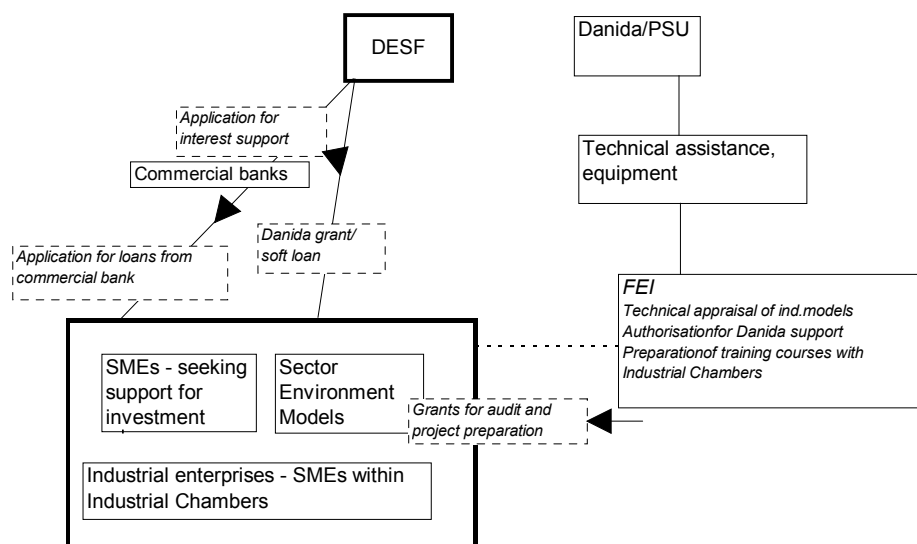 DESF
Danida/PSU
Application for
interest support
Commercial banks
Technical assistance,
equipment
Danida grant/
soft loan
Application for loans from
commercial bank
FEI
Technical appraisal of ind.models
Authorisationfor Danida support
Preparationof training courses with
Industrial Chambers
SMEs - seeking
support for
investment
Sector
Environment
Models
Grants for audit and
project preparation
Industrial enterprises - SMEs within
Industrial Chambers